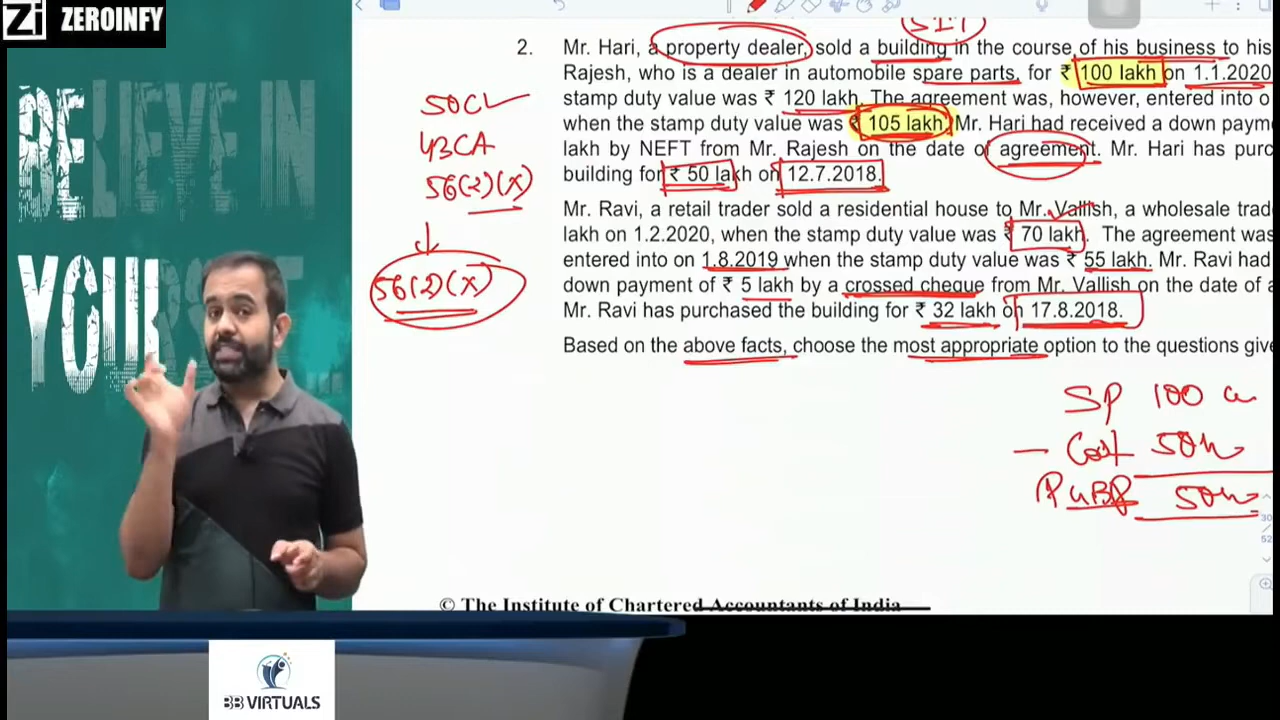 Zi ZEROINFY
BELIEVE IN
YOURSE
2. Mr. Hari, a property dealer, sold a building in the course of his business to his
Rajesh, who is a dealer in automobile spare parts, for ₹ 100 lakh on 1.1.2020
stamp duty value was ₹ 120 lakh. The agreement was, however, entered into o
when the stamp duty value was ₹ 105 lakh. Mr. Hari had received a down payme
lakh by NEFT from Mr. Rajesh on the date of agreement. Mr. Hari has purc
building for ₹ 50 lakh on 12.7.2018.
Mr. Ravi, a retail trader sold a residential house to Mr. Vallish, a wholesale trad
lakh on 1.2.2020, when the stamp duty value was ₹ 70 lakh. The agreement was
entered into on 1.8.2019 when the stamp duty value was ₹ 55 lakh. Mr. Ravi had
down payment of ₹ 5 lakh by a crossed cheque from Mr. Vallish on the date of a
Mr. Ravi has purchased the building for ₹ 32 lakh on 17.8.2018.
Based on the above facts, choose the most appropriate option to the questions give
50C
43CA
56(2)(x)
56(2)(x)
SP 100
- Cost 50
PGBP 50
© The Institute of Chartered Accountants of India
BB VIRTUALS